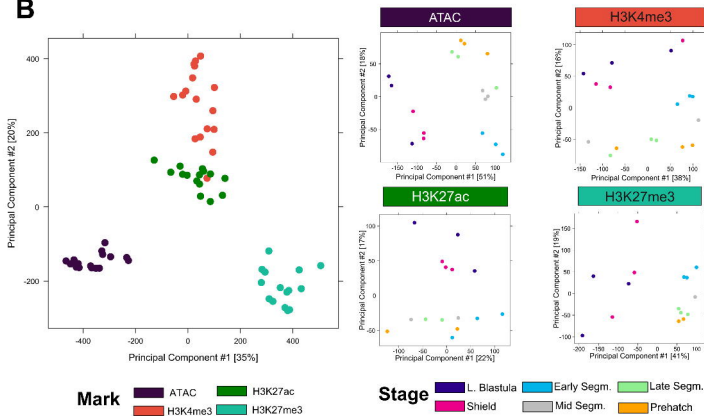 B
ATAC
H3K4me3
400
200
0
-200
-400
-200
0
200
400
Principal Component #2 [20%]
Principal Component #1 [35%]
50
0
-50
-150
-100
-50
0
50
100
Principal Component #2 [18%]
Principal Component #1 [51%]
100
50
0
-50
-150
-100
-50
0
50
100
Principal Component #2 [16%]
Principal Component #1 [38%]
H3K27ac
H3K27me3
100
50
0
-50
-100
-50
0
50
100
Principal Component #2 [17%]
Principal Component #1 [22%]
150
100
50
0
-50
-100
-200
-150
-100
-50
0
50
100
Principal Component #2 [19%]
Principal Component #1 [41%]
Mark
ATAC
H3K27ac
H3K4me3
H3K27me3
Stage
L. Blastula
Early Segm.
Late Segm.
Shield
Mid Segm.
Prehatch